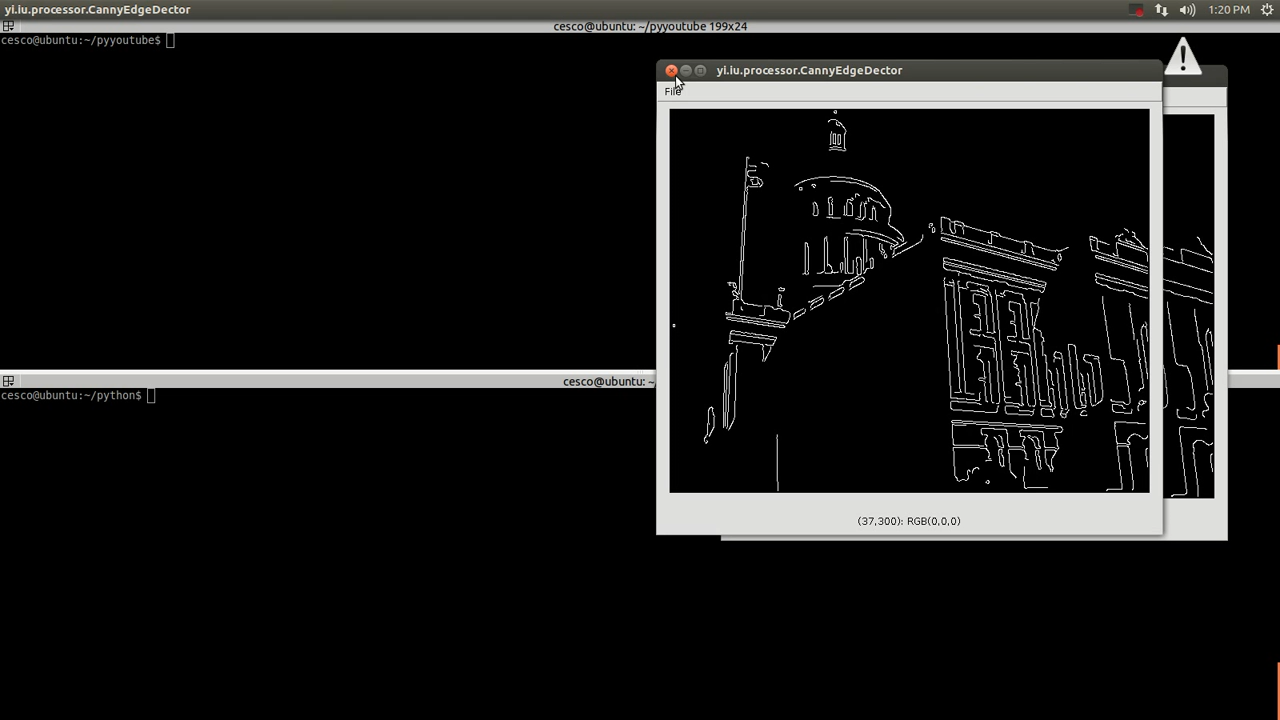 yi.iu.processor.CannyEdgeDector
1:20 PM
cesco@ubuntu: ~/pyyoutube 199x24
cesco@ubuntu:~/pyyoutube$
yi.iu.processor.CannyEdgeDector
File
cesco@ubuntu: ~
cesco@ubuntu:~/python$
(37,300): RGB(0,0,0)